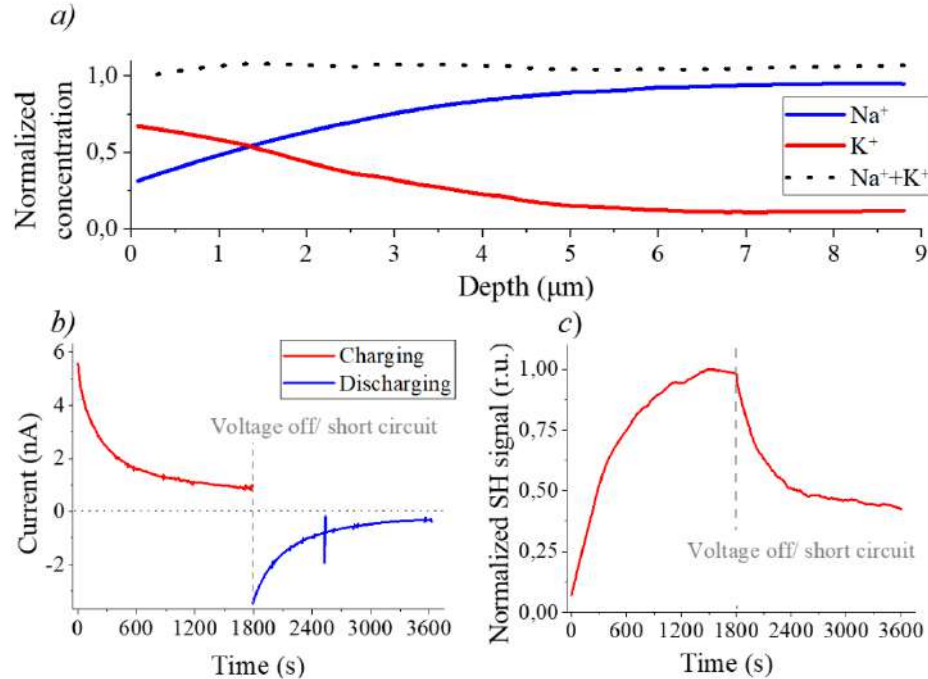 a)
Normalized
concentration
1,0
0,5
0,0
Na⁺
K⁺
Na⁺+K⁺
0 1 2 3 4 5 6 7 8 9
Depth (μm)
b)
Current (nA)
6
4
2
0
-2
Charging
Discharging
Voltage off/ short circuit
0 600 1200 1800 2400 3000 3600
Time (s)
c)
Normalized SH signal (r.u.)
1,00
0,75
0,50
0,25
0,00
Voltage off/ short circuit
0 600 1200 1800 2400 3000 3600
Time (s)